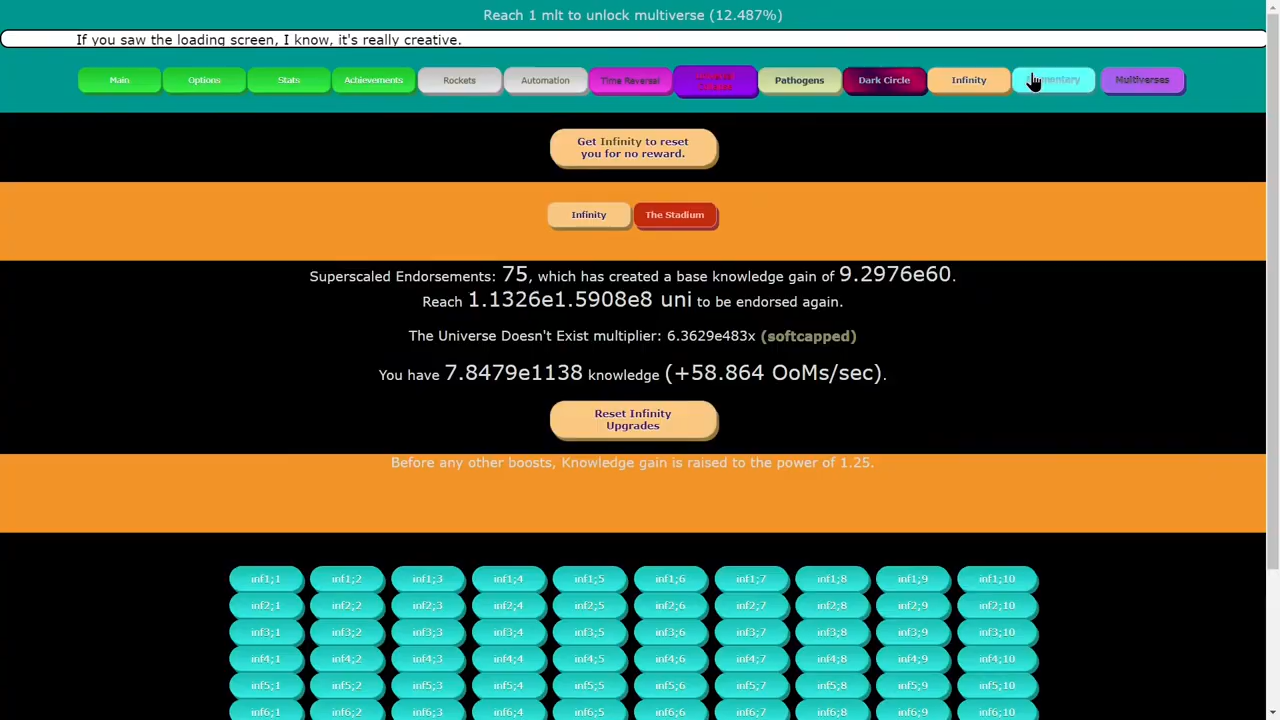 Reach 1 mlt to unlock multiverse (12.487%)
If you saw the loading screen, I know, it's really creative.
Main Options Stats Achievements Rockets Automation Time Reversal Pathogens Dark Circle Infinity Multiverses
Get Infinity to reset
you for no reward.
Infinity The Stadium
Superscaled Endorsements: 75, which has created a base knowledge gain of 9.2976e60.
Reach 1.1326e1.5908e8 uni to be endorsed again.
The Universe Doesn't Exist multiplier: 6.3629e483x (softcapped)
You have 7.8479e1138 knowledge (+58.864 OoMs/sec).
Reset Infinity
Upgrades
Before any other boosts, Knowledge gain is raised to the power of 1.25.
inf1;1 inf1;2 inf1;3 inf1;4 inf1;5 inf1;6 inf1;7 inf1;8 inf1;9 inf1;10
inf2;1 inf2;2 inf2;3 inf2;4 inf2;5 inf2;6 inf2;7 inf2;8 inf2;9 inf2;10
inf3;1 inf3;2 inf3;3 inf3;4 inf3;5 inf3;6 inf3;7 inf3;8 inf3;9 inf3;10
inf4;1 inf4;2 inf4;3 inf4;4 inf4;5 inf4;6 inf4;7 inf4;8 inf4;9 inf4;10
inf5;1 inf5;2 inf5;3 inf5;4 inf5;5 inf5;6 inf5;7 inf5;8 inf5;9 inf5;10
inf6;1 inf6;2 inf6;3 inf6;4 inf6;5 inf6;6 inf6;7 inf6;8 inf6;9 inf6;10